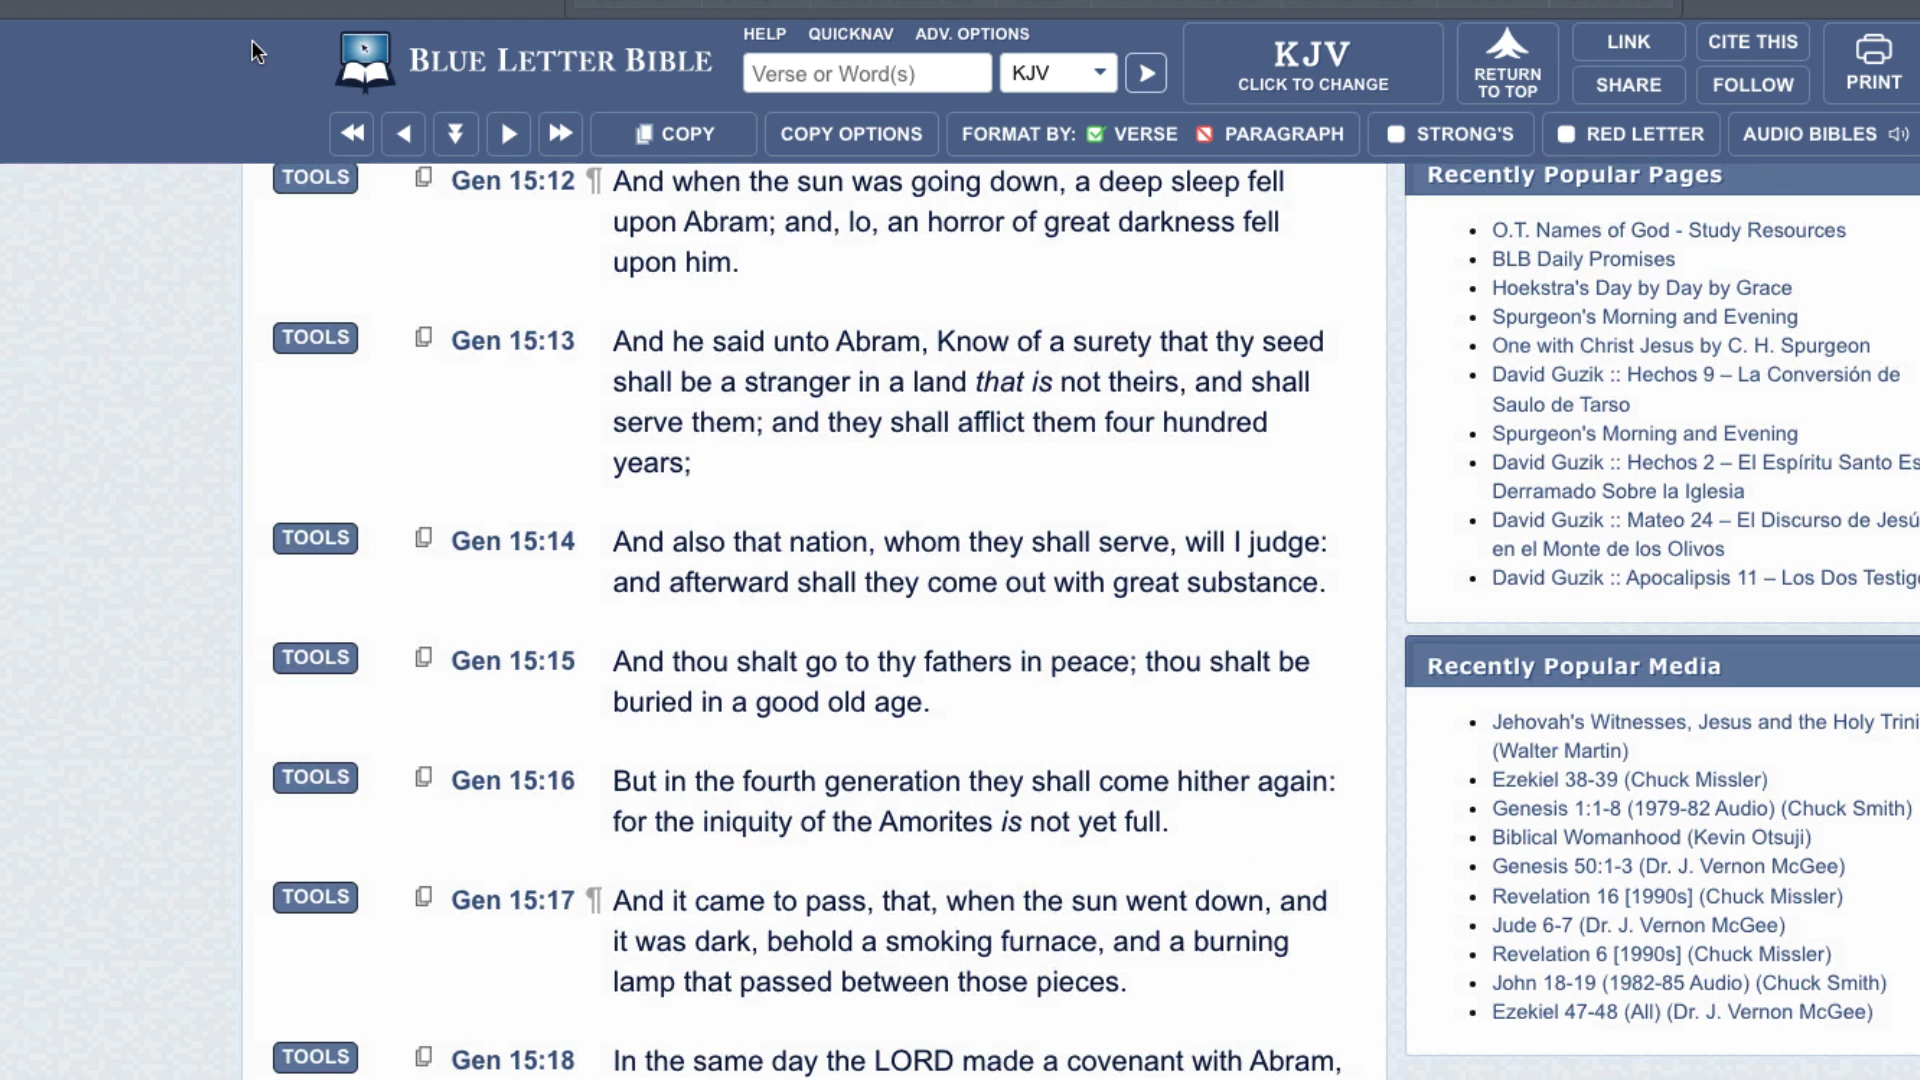 BLUE LETTER BIBLE
HELP QUICKNAV ADV. OPTIONS
Verse or Word(s)
KJV
KJV
CLICK TO CHANGE
RETURN
TO TOP
LINK
CITE THIS
SHARE
FOLLOW
PRINT
COPY
COPY OPTIONS
FORMAT BY: VERSE PARAGRAPH
STRONG'S
RED LETTER
AUDIO BIBLES
TOOLS
Gen 15:12 ¶ And when the sun was going down, a deep sleep fell
upon Abram; and, lo, an horror of great darkness fell
upon him.
TOOLS
Gen 15:13 And he said unto Abram, Know of a surety that thy seed
shall be a stranger in a land that is not theirs, and shall
serve them; and they shall afflict them four hundred
years;
TOOLS
Gen 15:14 And also that nation, whom they shall serve, will I judge:
and afterward shall they come out with great substance.
TOOLS
Gen 15:15 And thou shalt go to thy fathers in peace; thou shalt be
buried in a good old age.
TOOLS
Gen 15:16 But in the fourth generation they shall come hither again:
for the iniquity of the Amorites is not yet full.
TOOLS
Gen 15:17 ¶ And it came to pass, that, when the sun went down, and
it was dark, behold a smoking furnace, and a burning
lamp that passed between those pieces.
TOOLS
Gen 15:18 In the same day the LORD made a covenant with Abram,
Recently Popular Pages
O.T. Names of God - Study Resources
BLB Daily Promises
Hoekstra's Day by Day by Grace
Spurgeon's Morning and Evening
One with Christ Jesus by C. H. Spurgeon
David Guzik :: Hechos 9 – La Conversión de
Saulo de Tarso
Spurgeon's Morning and Evening
David Guzik :: Hechos 2 – El Espíritu Santo Es
Derramado Sobre la Iglesia
David Guzik :: Mateo 24 – El Discurso de Jesú
en el Monte de los Olivos
David Guzik :: Apocalipsis 11 – Los Dos Testig
Recently Popular Media
Jehovah's Witnesses, Jesus and the Holy Trini
(Walter Martin)
Ezekiel 38-39 (Chuck Missler)
Genesis 1:1-8 (1979-82 Audio) (Chuck Smith)
Biblical Womanhood (Kevin Otsuji)
Genesis 50:1-3 (Dr. J. Vernon McGee)
Revelation 16 [1990s] (Chuck Missler)
Jude 6-7 (Dr. J. Vernon McGee)
Revelation 6 [1990s] (Chuck Missler)
John 18-19 (1982-85 Audio) (Chuck Smith)
Ezekiel 47-48 (All) (Dr. J. Vernon McGee)